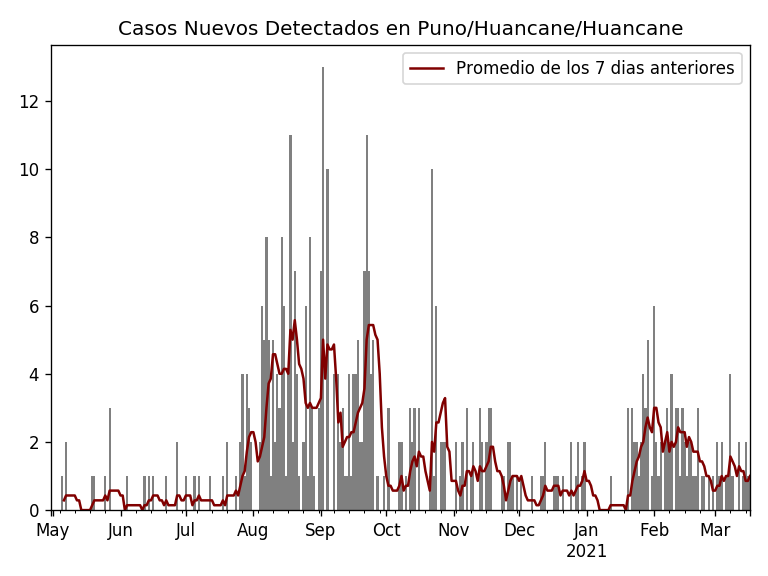 Casos Nuevos Detectados en Puno/Huancane/Huancane
Promedio de los 7 dias anteriores
12
10
8
6
4
2
0
May Jun Jul Aug Sep Oct Nov Dec Jan Feb Mar
2021